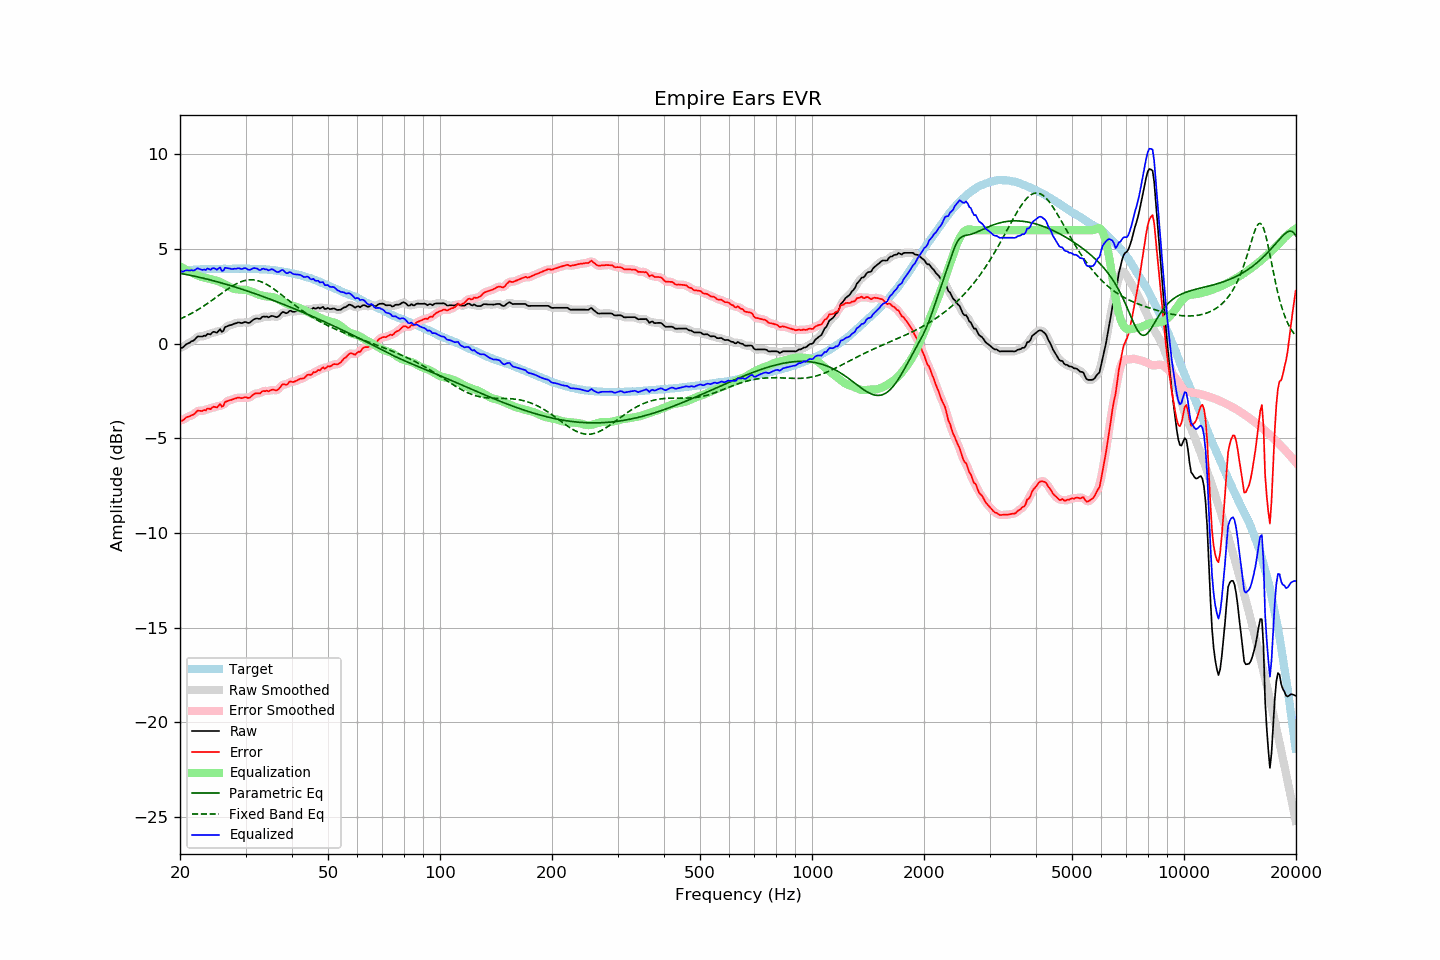 Empire Ears EVR
10
5
0
−5
−10
−15
−20
−25
Amplitude (dBr)
Target
Raw Smoothed
Error Smoothed
Raw
Error
Equalization
Parametric Eq
Fixed Band Eq
Equalized
20 50 100 200 500 1000 2000 5000 10000 20000
Frequency (Hz)